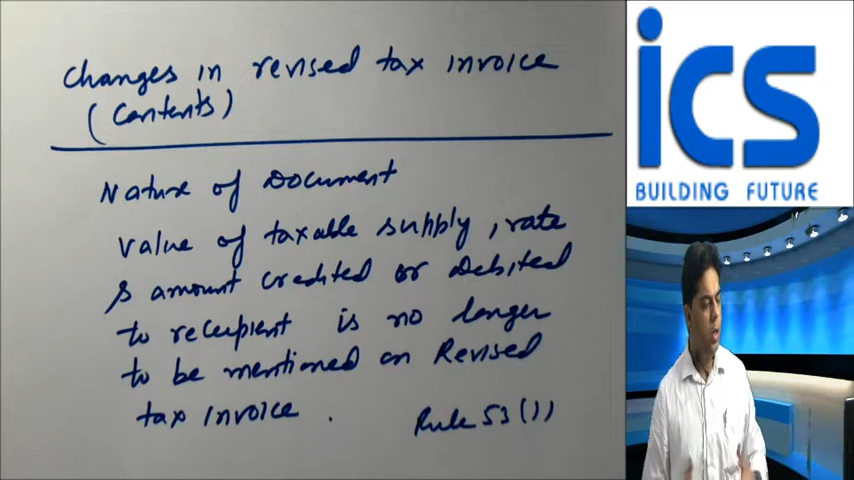 Changes in revised tax invoice
(Contents)
Nature of Document
Value of taxable supply, rate
& amount credited or Debited
to recerpient is no longer
to be mentioned on Revised
tax invoice.
Rule 53(1)
ics
BUILDING FUTURE